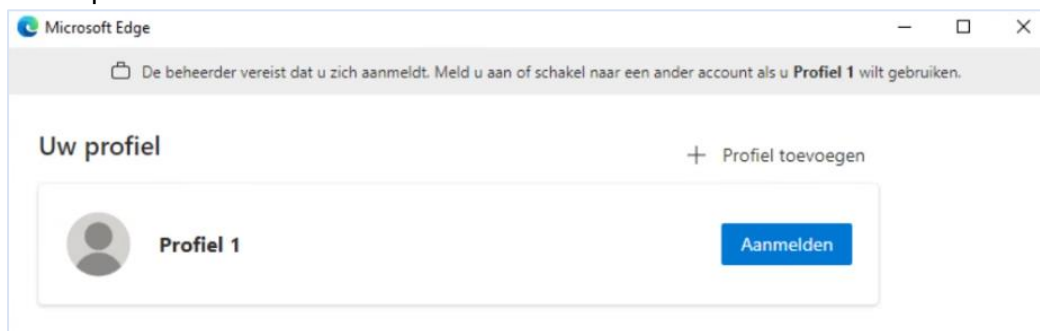 Microsoft Edge
De beheerder vereist dat u zich aanmeldt. Meld u aan of schakel naar een ander account als u Profiel 1 wilt gebruiken.
Uw profiel
Profiel toevoegen
Profiel 1
Aanmelden